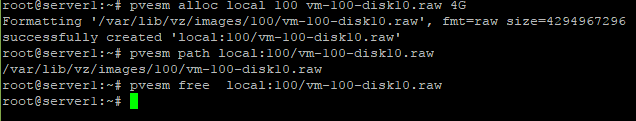 root@server1:~# pvesm alloc local 100 vm-100-disk10.raw 4G
Formatting '/var/lib/vz/images/100/vm-100-disk10.raw', fmt=raw size=4294967296
successfully created 'local:100/vm-100-disk10.raw'
root@server1:~# pvesm path local:100/vm-100-disk10.raw
/var/lib/vz/images/100/vm-100-disk10.raw
root@server1:~# pvesm free  local:100/vm-100-disk10.raw
root@server1:~#